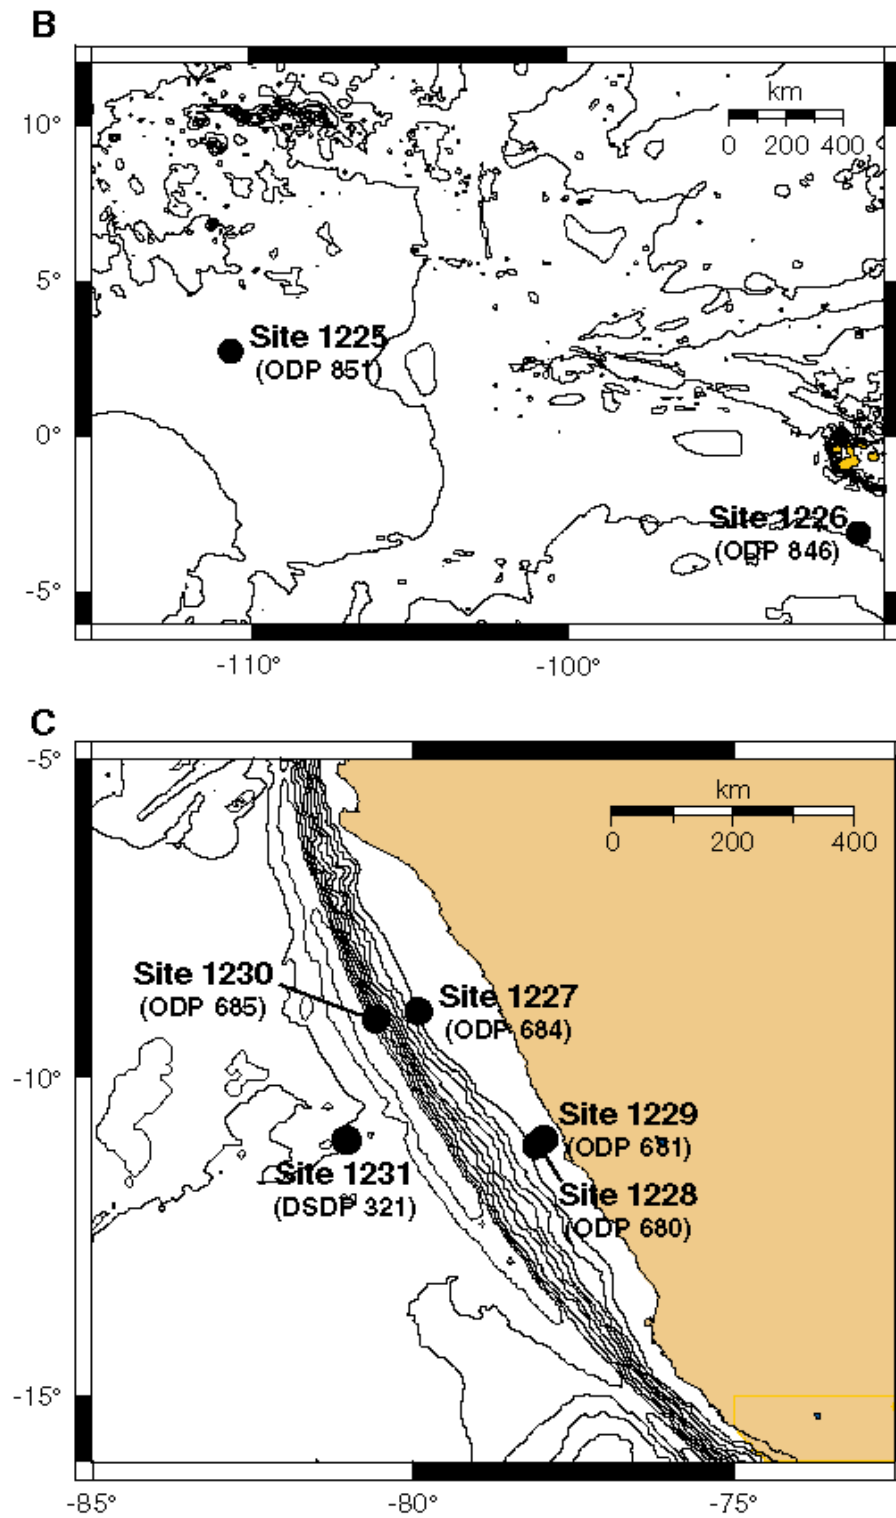 B
km
0 200 400
10°
5°
Site 1225
(ODP 851)
0°
Site 1226
(ODP 846)
-5°
-110°
-100°
C
-5°
km
0 200 400
Site 1230
(ODP 685)
Site 1227
(ODP 684)
-10°
Site 1229
(ODP 681)
Site 1231
(DSDP 321)
Site 1228
(ODP 680)
-15°
-85°
-80°
-75°